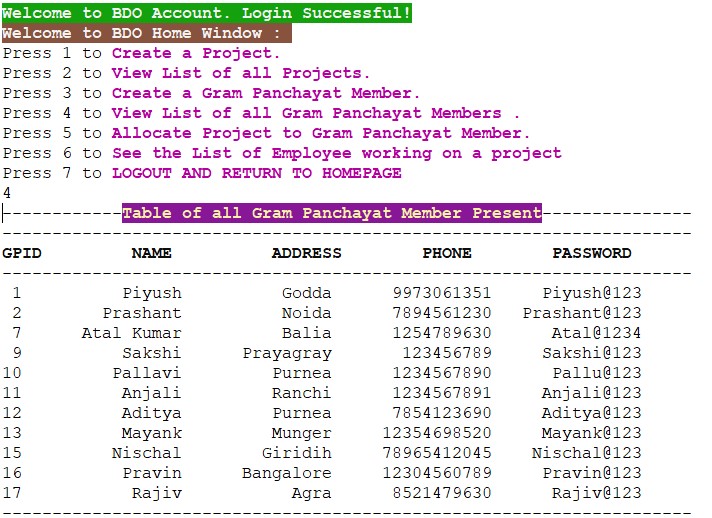 Welcome to BDO Account. Login Successful!
Welcome to BDO Home Window :
Press 1 to Create a Project.
Press 2 to View List of all Projects.
Press 3 to Create a Gram Panchayat Member.
Press 4 to View List of all Gram Panchayat Members .
Press 5 to Allocate Project to Gram Panchayat Member.
Press 6 to See the List of Employee working on a project
Press 7 to LOGOUT AND RETURN TO HOMEPAGE
4
------------Table of all Gram Panchayat Member Present---------------
---------------------------------------------------------------------
GPID         NAME          ADDRESS        PHONE        PASSWORD
---------------------------------------------------------------------
 1          Piyush          Godda      9973061351     Piyush@123
 2        Prashant          Noida      7894561230   Prashant@123
 7      Atal Kumar          Balia      1254789630      Atal@1234
 9          Sakshi      Prayagray       123456789     Sakshi@123
10         Pallavi         Purnea      1234567890      Pallu@123
11          Anjali         Ranchi      1234567891     Anjali@123
12          Aditya         Purnea      7854123690     Aditya@123
13          Mayank         Munger     12354698520     Mayank@123
15         Nischal        Giridih     78965412045    Nischal@123
16          Pravin      Bangalore     12304560789     Pravin@123
17           Rajiv           Agra      8521479630      Rajiv@123
---------------------------------------------------------------------